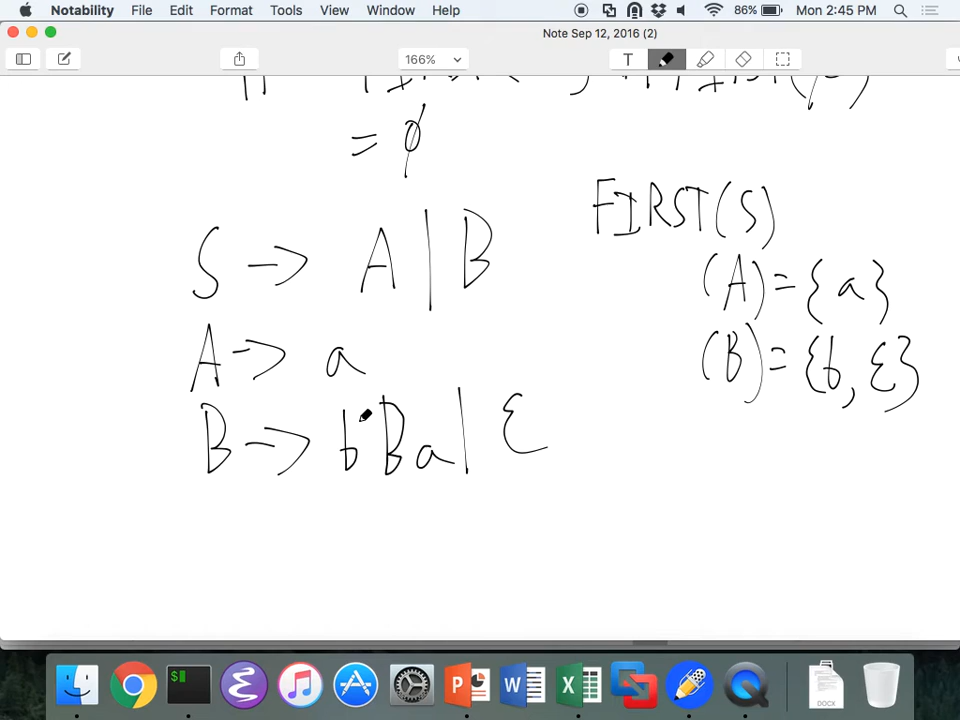 Notability File Edit Format Tools View Window Help 86% Mon 2:45 PM
Note Sep 12, 2016 (2)
166% T
= ϕ
S -> A | B
A -> a
B -> bBa | ε
FIRST(S)
(A) = {a}
(B) = {b, ε}
$
P W X
DOCX